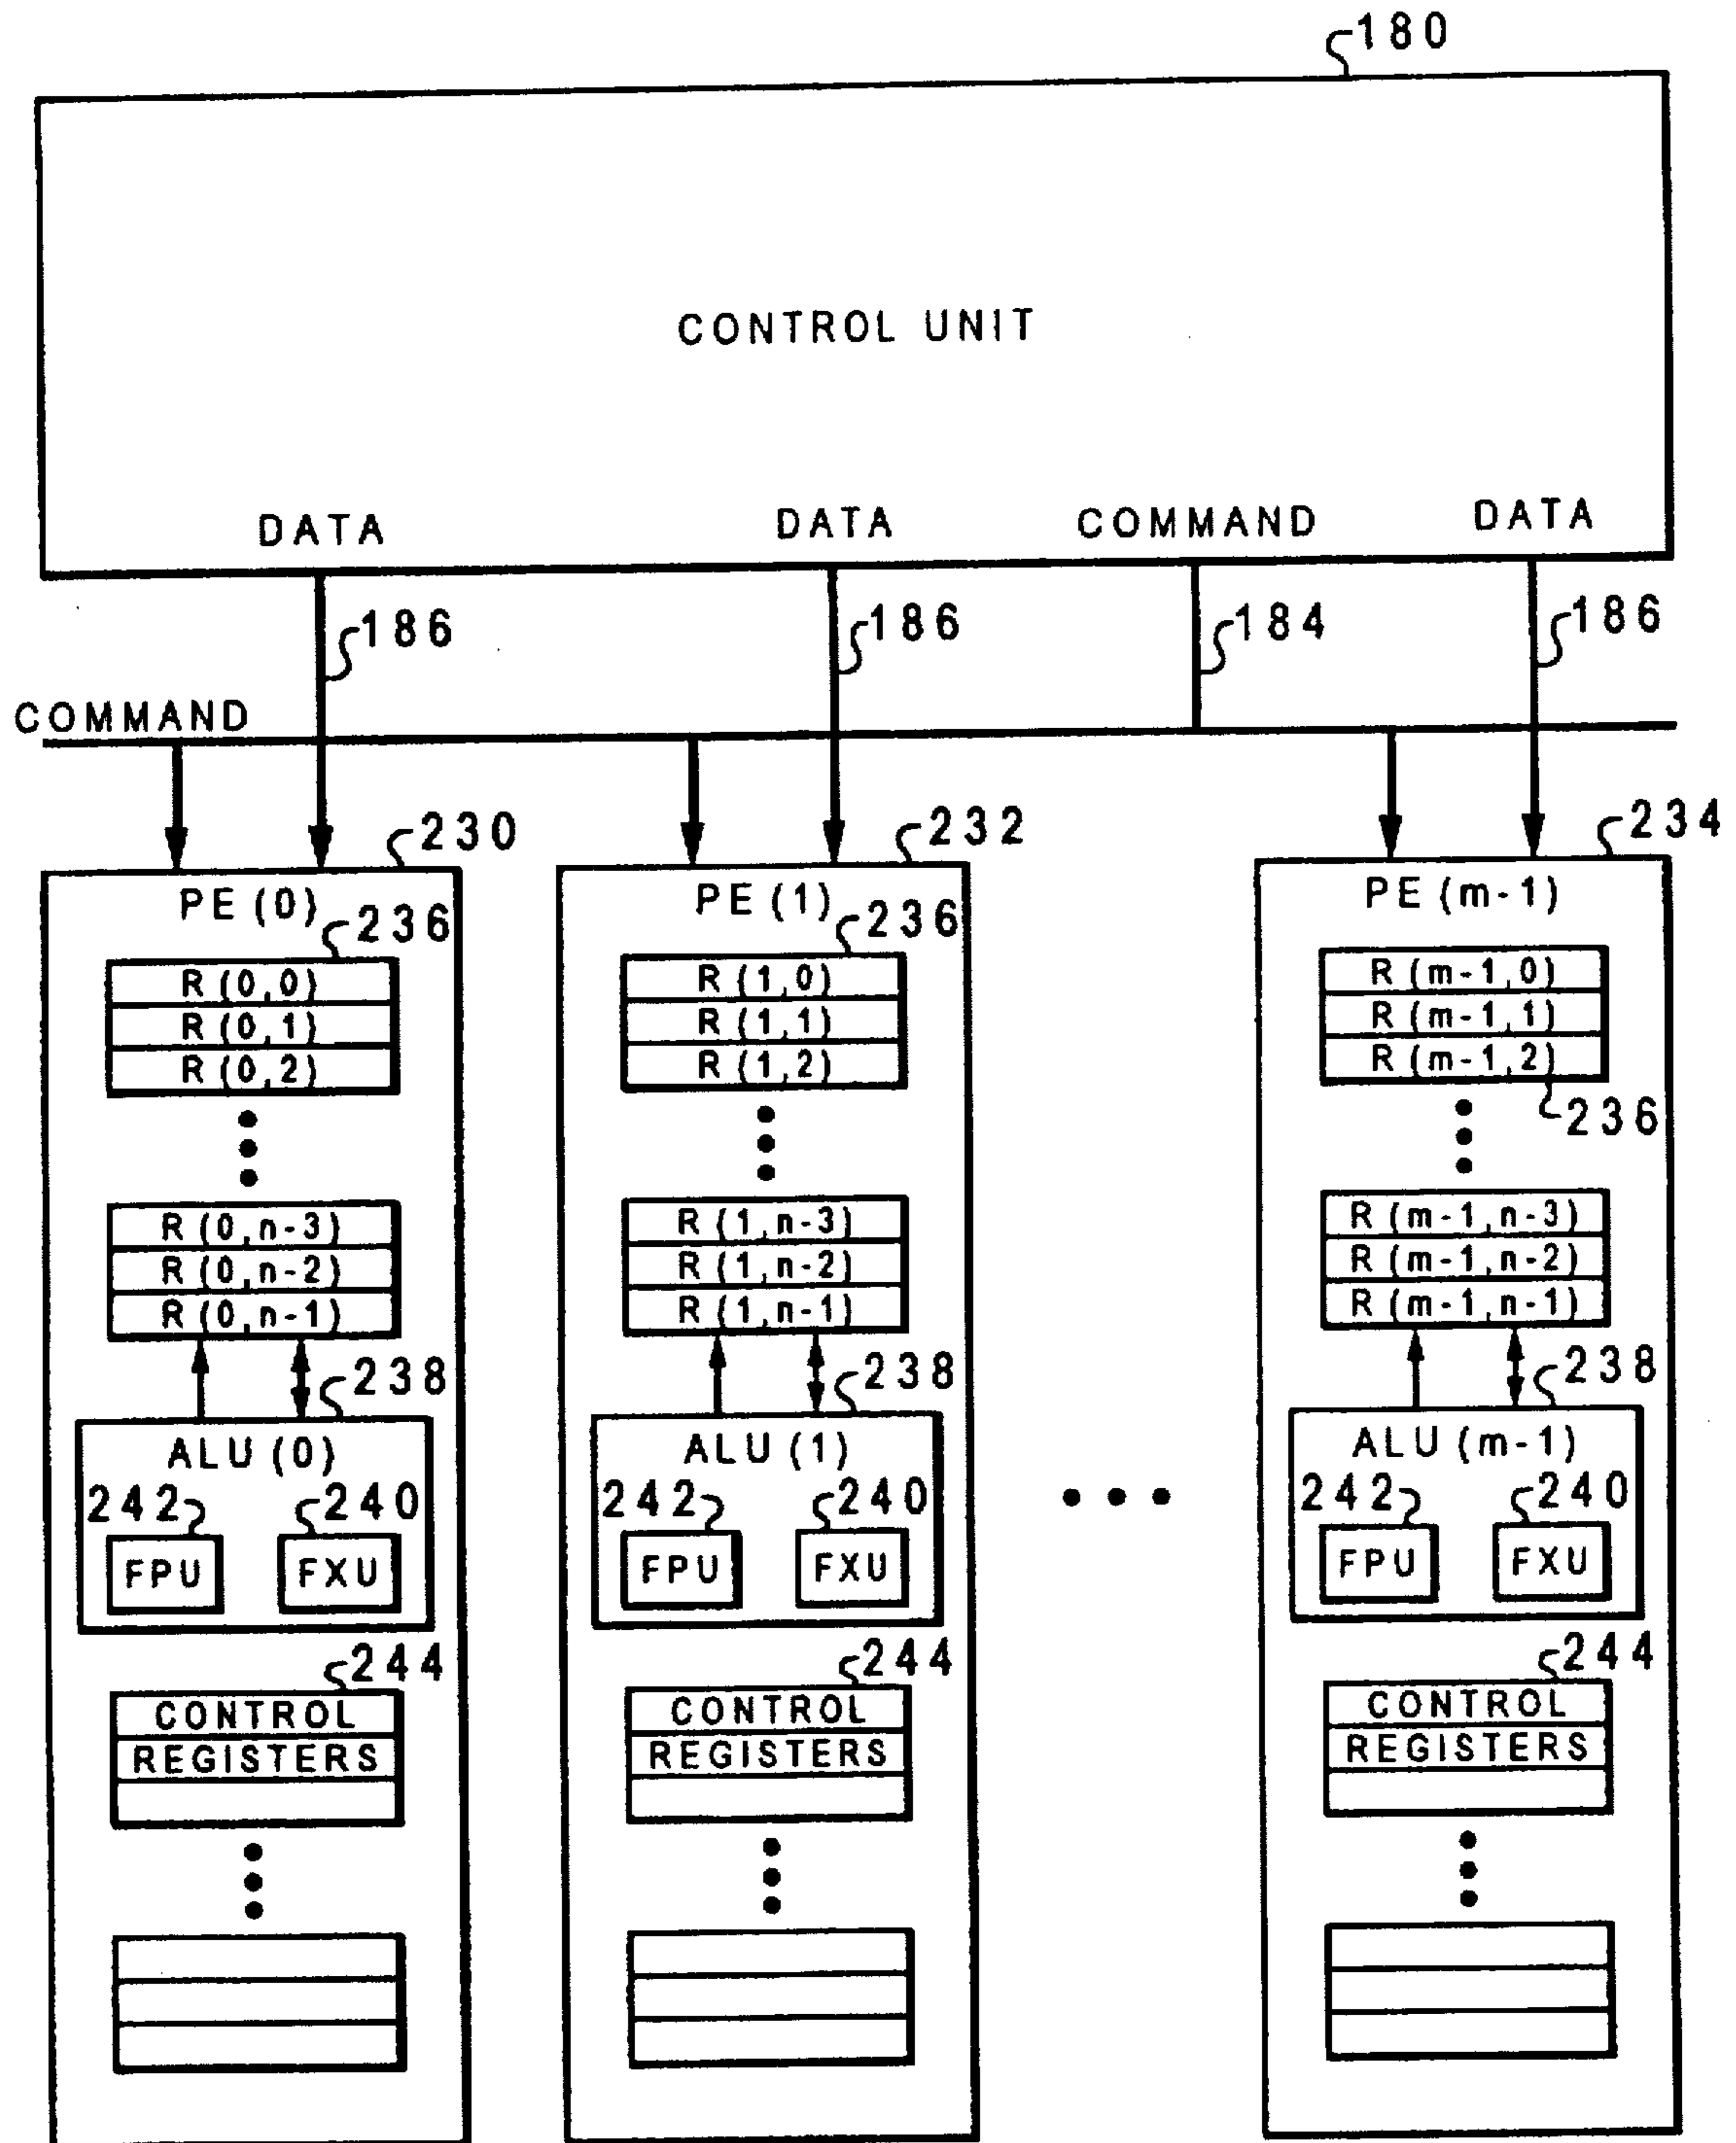 180
CONTROL UNIT
DATA DATA COMMAND DATA
186 186 184 186
COMMAND
230 232 234
PE(0) PE(1) PE(m-1)
236 236
R(0,0) R(1,0) R(m-1,0)
R(0,1) R(1,1) R(m-1,1)
R(0,2) R(1,2) R(m-1,2)
236
R(0,n-3) R(1,n-3) R(m-1,n-3)
R(0,n-2) R(1,n-2) R(m-1,n-2)
R(0,n-1) R(1,n-1) R(m-1,n-1)
238 238 238
ALU(0) ALU(1) ALU(m-1)
242 240 242 240 242 240
FPU FXU FPU FXU FPU FXU
244 244 244
CONTROL CONTROL CONTROL
REGISTERS REGISTERS REGISTERS